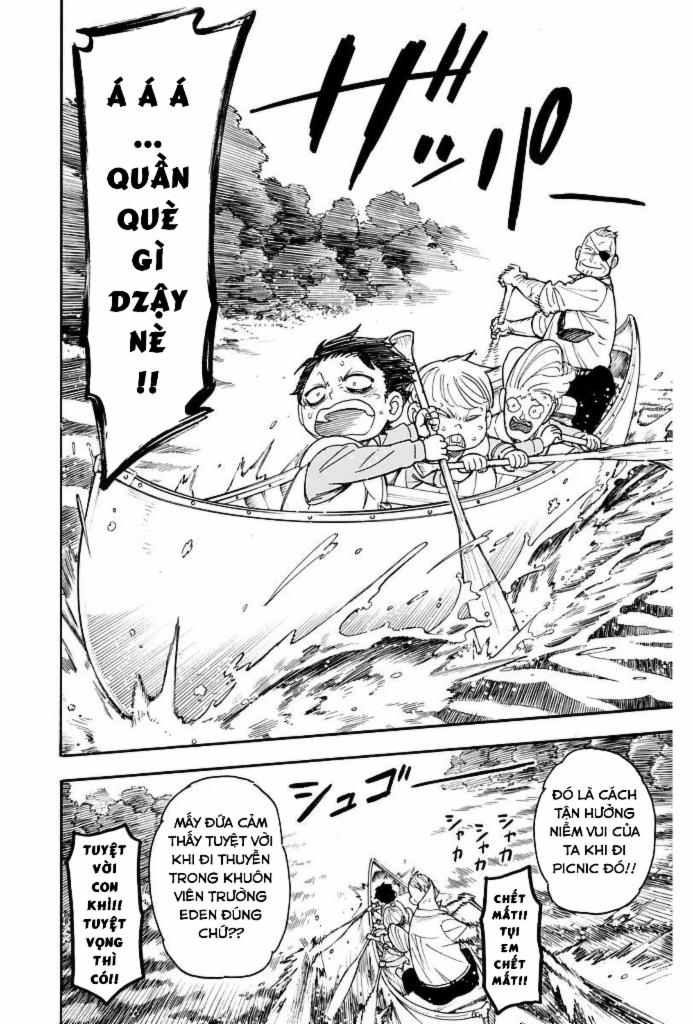 Á Á Á
...
QUẦN
QUÈ
GÌ
DZẬY
NÈ
!!
ザッパー
ĐÓ LÀ CÁCH
TẬN HƯỞNG
NIỀM VUI CỦA
TA KHI ĐI
PICNIC ĐÓ!!
CHẾT
MẤT!!
TỤI
EM
CHẾT
MẤT!!
シャカ
シャカ
シュゴー
MẤY ĐỨA CẢM
THẤY TUYỆT VỜI
KHI ĐI THUYỀN
TRONG KHUÔN
VIÊN TRƯỜNG
EDEN ĐÚNG
CHỨ??
TUYỆT
VỜI
CON
KHỈ!!
TUYỆT
VỌNG
THÌ
CÓ!!